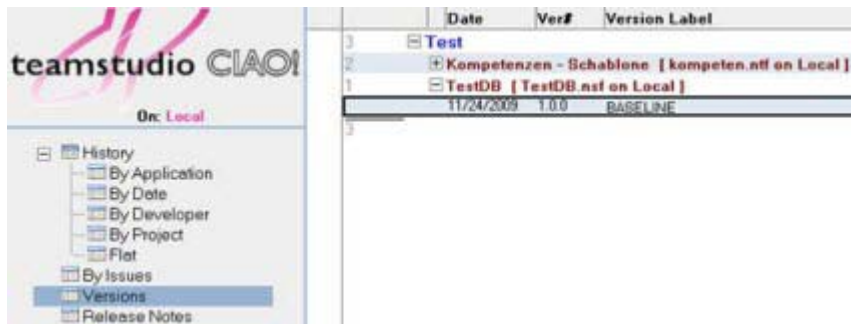 teamstudio CIAO!
On: Local
History
By Application
By Date
By Developer
By Project
Flat
By Issues
Versions
Release Notes
Date Ver# Version Label
3 Test
2 Kompetenzen - Schablone [ kompeten.ntf on Local ]
1 TestDB [ TestDB.nsf on Local ]
11/24/2009 1.0.0 BASELINE
3